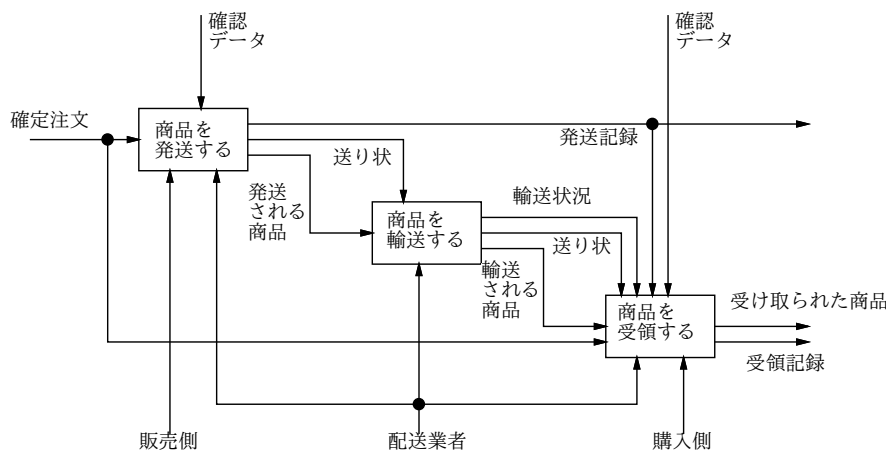 確認
データ
確認
データ
確定注文
商品を
発送する
発送記録
送り状
発送
される
商品
商品を
輸送する
輸送状況
送り状
輸送
される
商品
商品を
受領する
受け取られた商品
受領記録
販売側
配送業者
購入側